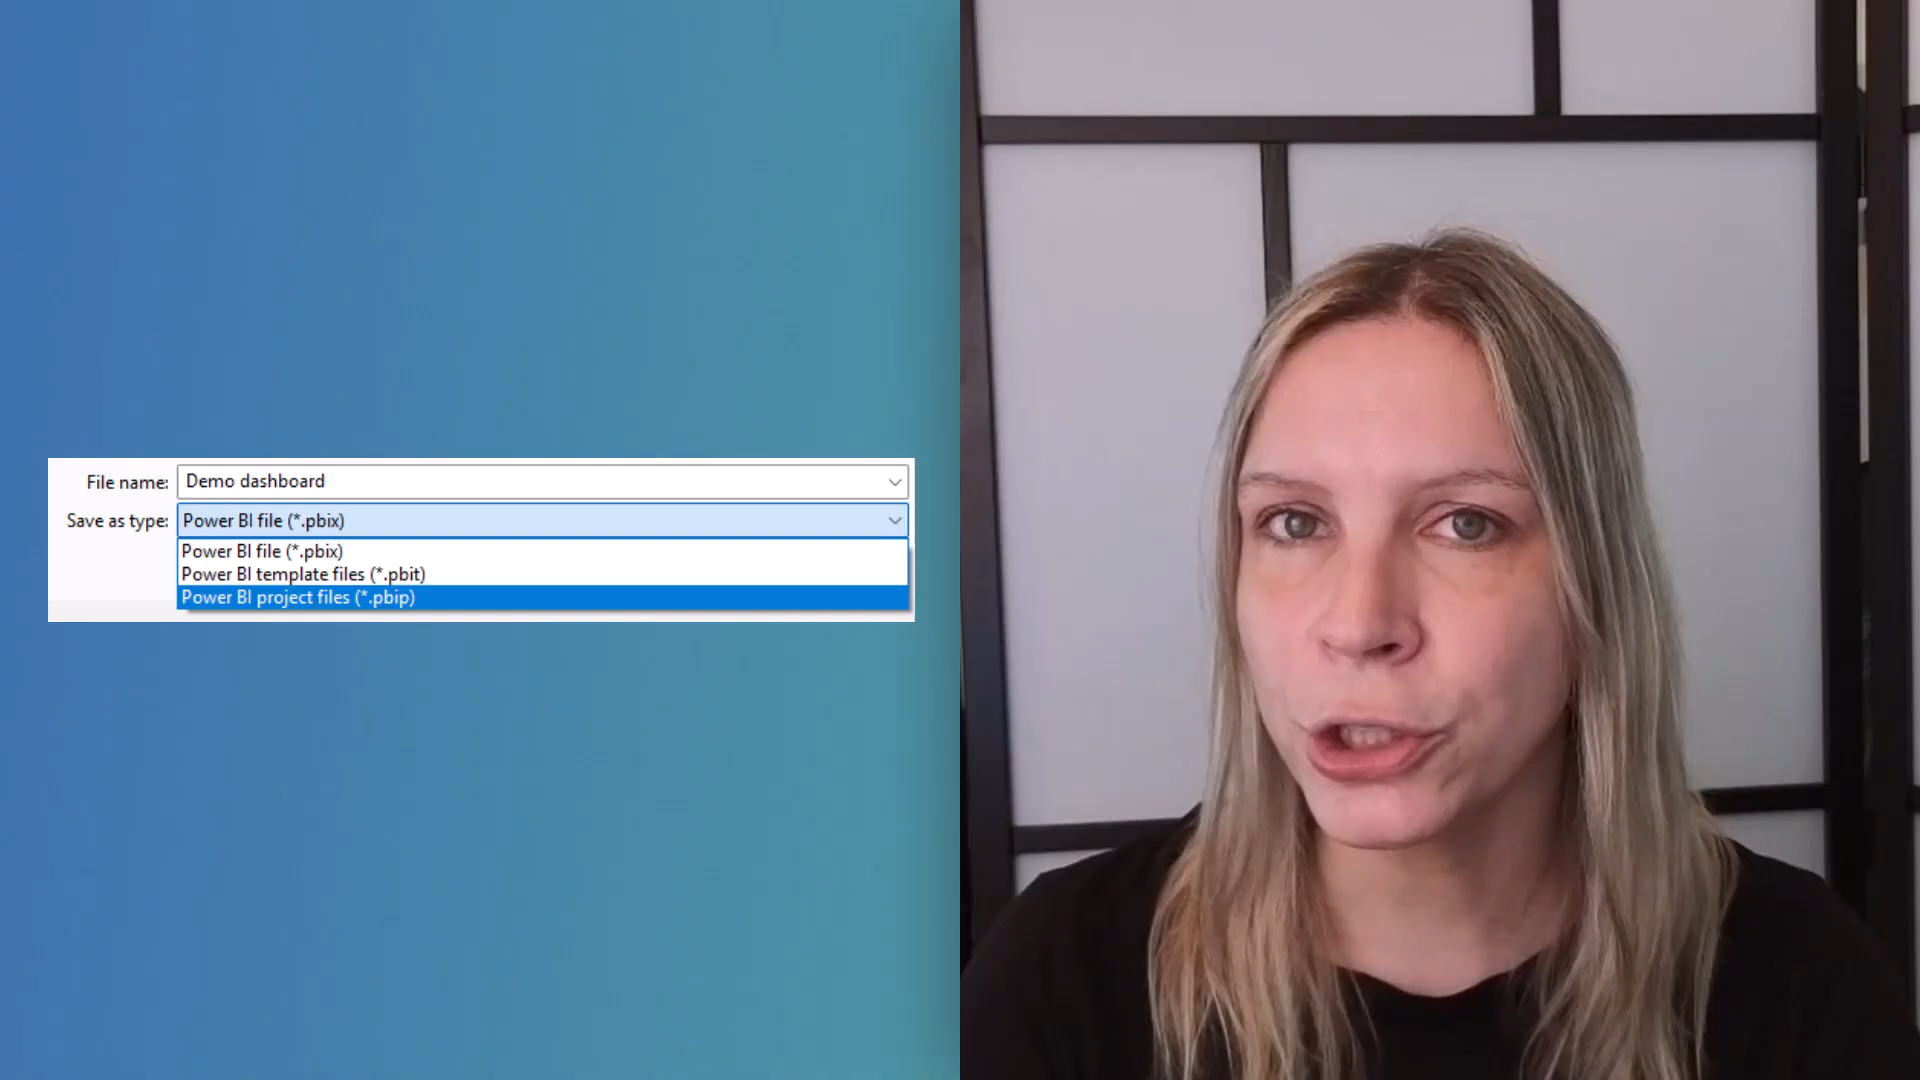 File name: Demo dashboard
Save as type: Power BI file (*.pbix)
Power BI file (*.pbix)
Power BI template files (*.pbit)
Power BI project files (*.pbip)